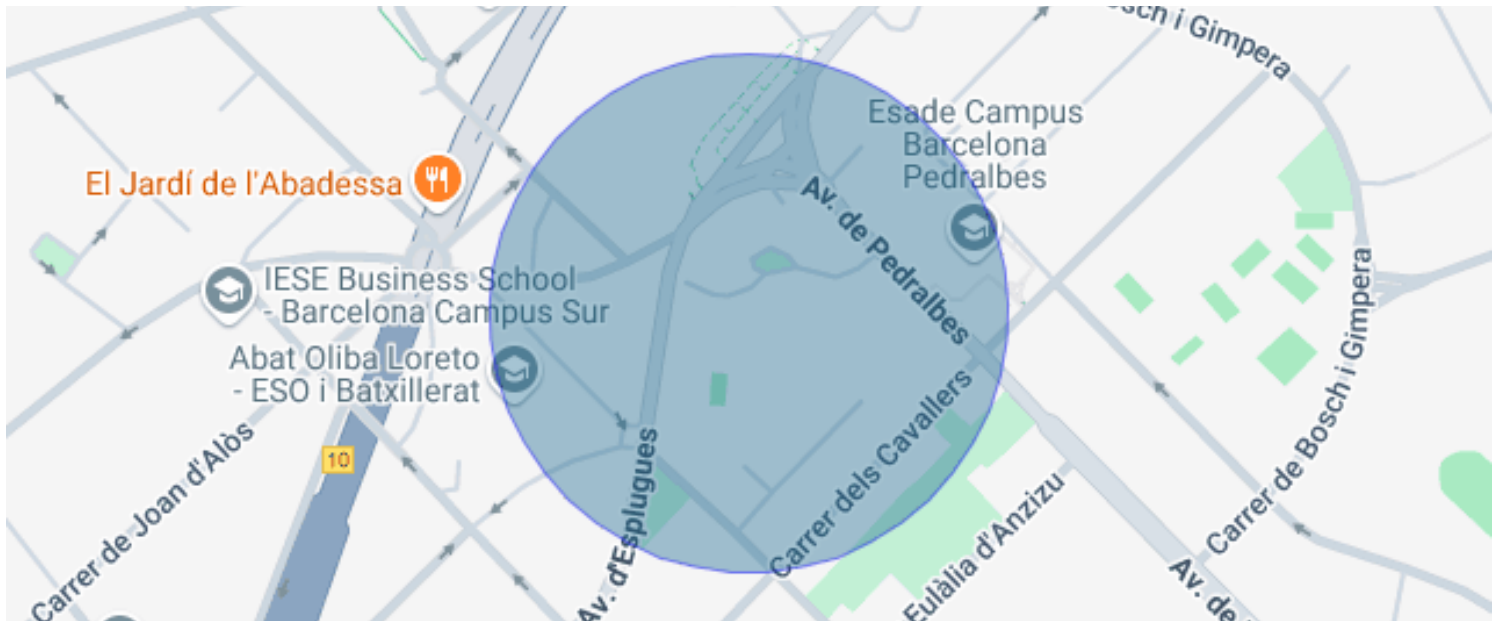 osch i Gimpera
Esade Campus
Barcelona
Pedralbes
El Jardí de l'Abadessa
Av. de Pedralbes
IESE Business School
- Barcelona Campus Sur
Abat Oliba Loreto
- ESO i Batxillerat
10
Carrer de Joan d'Alòs
Av. d'Esplugues
Carrer dels Cavallers
Eulàlia d'Anzizu
Carrer de Bosch i Gimpera
Av. de